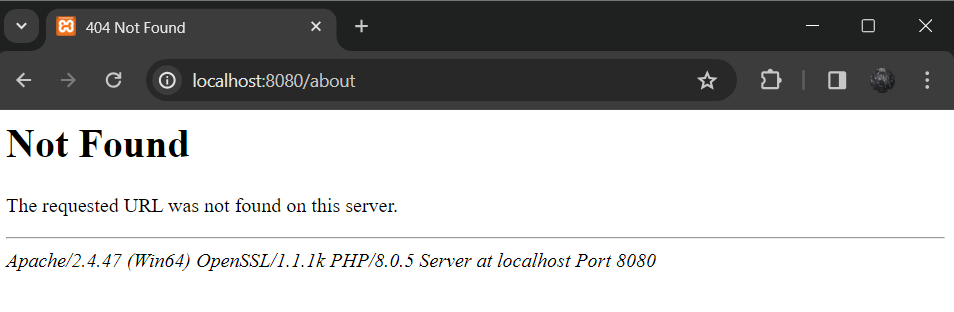 404 Not Found
localhost:8080/about
Not Found
The requested URL was not found on this server.
Apache/2.4.47 (Win64) OpenSSL/1.1.1k PHP/8.0.5 Server at localhost Port 8080